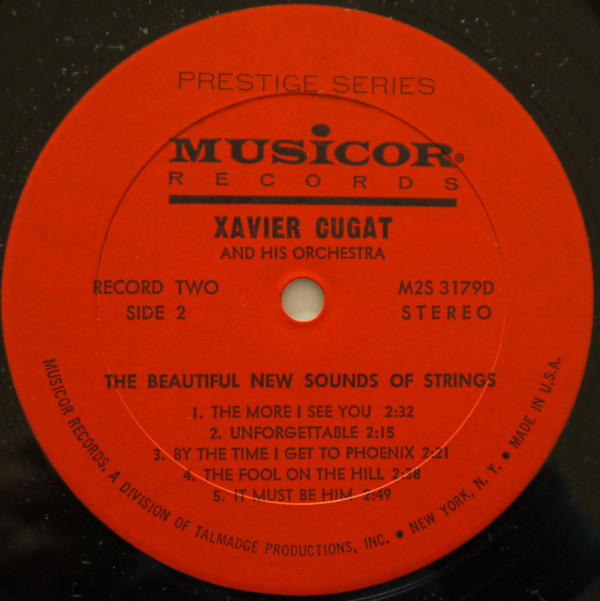 PRESTIGE SERIES
MUSiCOR®
RECORDS
XAVIER CUGAT
AND HIS ORCHESTRA
RECORD TWO
SIDE 2
M2S 3179D
STEREO
THE BEAUTIFUL NEW SOUNDS OF STRINGS
1. THE MORE I SEE YOU 2:32
2. UNFORGETTABLE 2:15
3. BY THE TIME I GET TO PHOENIX 2:21
4. THE FOOL ON THE HILL 2:38
5. IT MUST BE HIM 2:49
MUSICOR RECORDS, A DIVISION OF TALMADGE PRODUCTIONS, INC. • NEW YORK, N. Y. • MADE IN U.S.A.